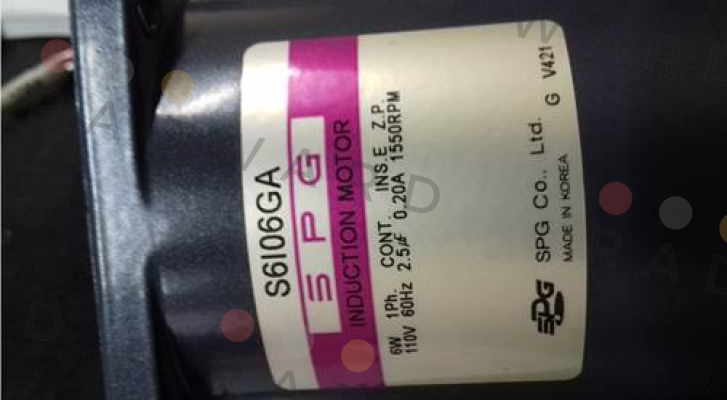 S6I06GA
SPG
INDUCTION MOTOR
6W 1Ph. CONT. INS.E Z.P.
110V 60Hz 2.5μF 0.20A 1550RPM
SPG SPG Co., Ltd. G V421
MADE IN KOREA